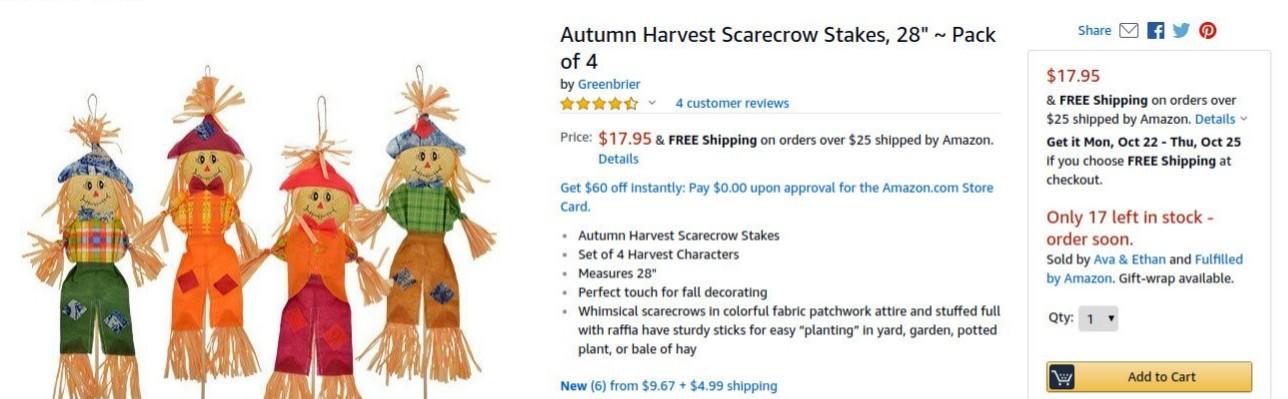 Autumn Harvest Scarecrow Stakes, 28" ~ Pack
of 4
by Greenbrier
4 customer reviews
Price: $17.95 & FREE Shipping on orders over $25 shipped by Amazon.
Details
Get $60 off instantly: Pay $0.00 upon approval for the Amazon.com Store
Card.
Autumn Harvest Scarecrow Stakes
Set of 4 Harvest Characters
Measures 28"
Perfect touch for fall decorating
Whimsical scarecrows in colorful fabric patchwork attire and stuffed full
with raffia have sturdy sticks for easy "planting" in yard, garden, potted
plant, or bale of hay
New (6) from $9.67 + $4.99 shipping
Share
$17.95
& FREE Shipping on orders over
$25 shipped by Amazon. Details
Get it Mon, Oct 22 - Thu, Oct 25
if you choose FREE Shipping at
checkout.
Only 17 left in stock -
order soon.
Sold by Ava & Ethan and Fulfilled
by Amazon. Gift-wrap available.
Qty: 1
Add to Cart